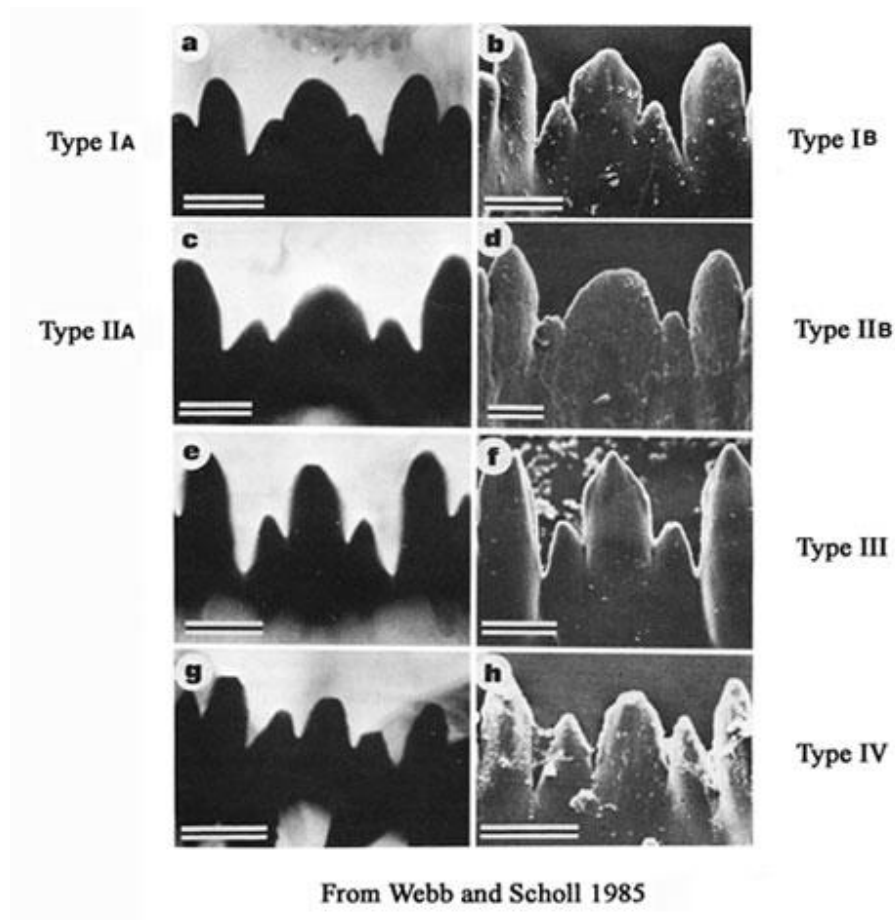 a
b
Type IA
Type IB
c
d
Type IIA
Type IIB
e
f
Type III
g
h
Type IV
From Webb and Scholl 1985